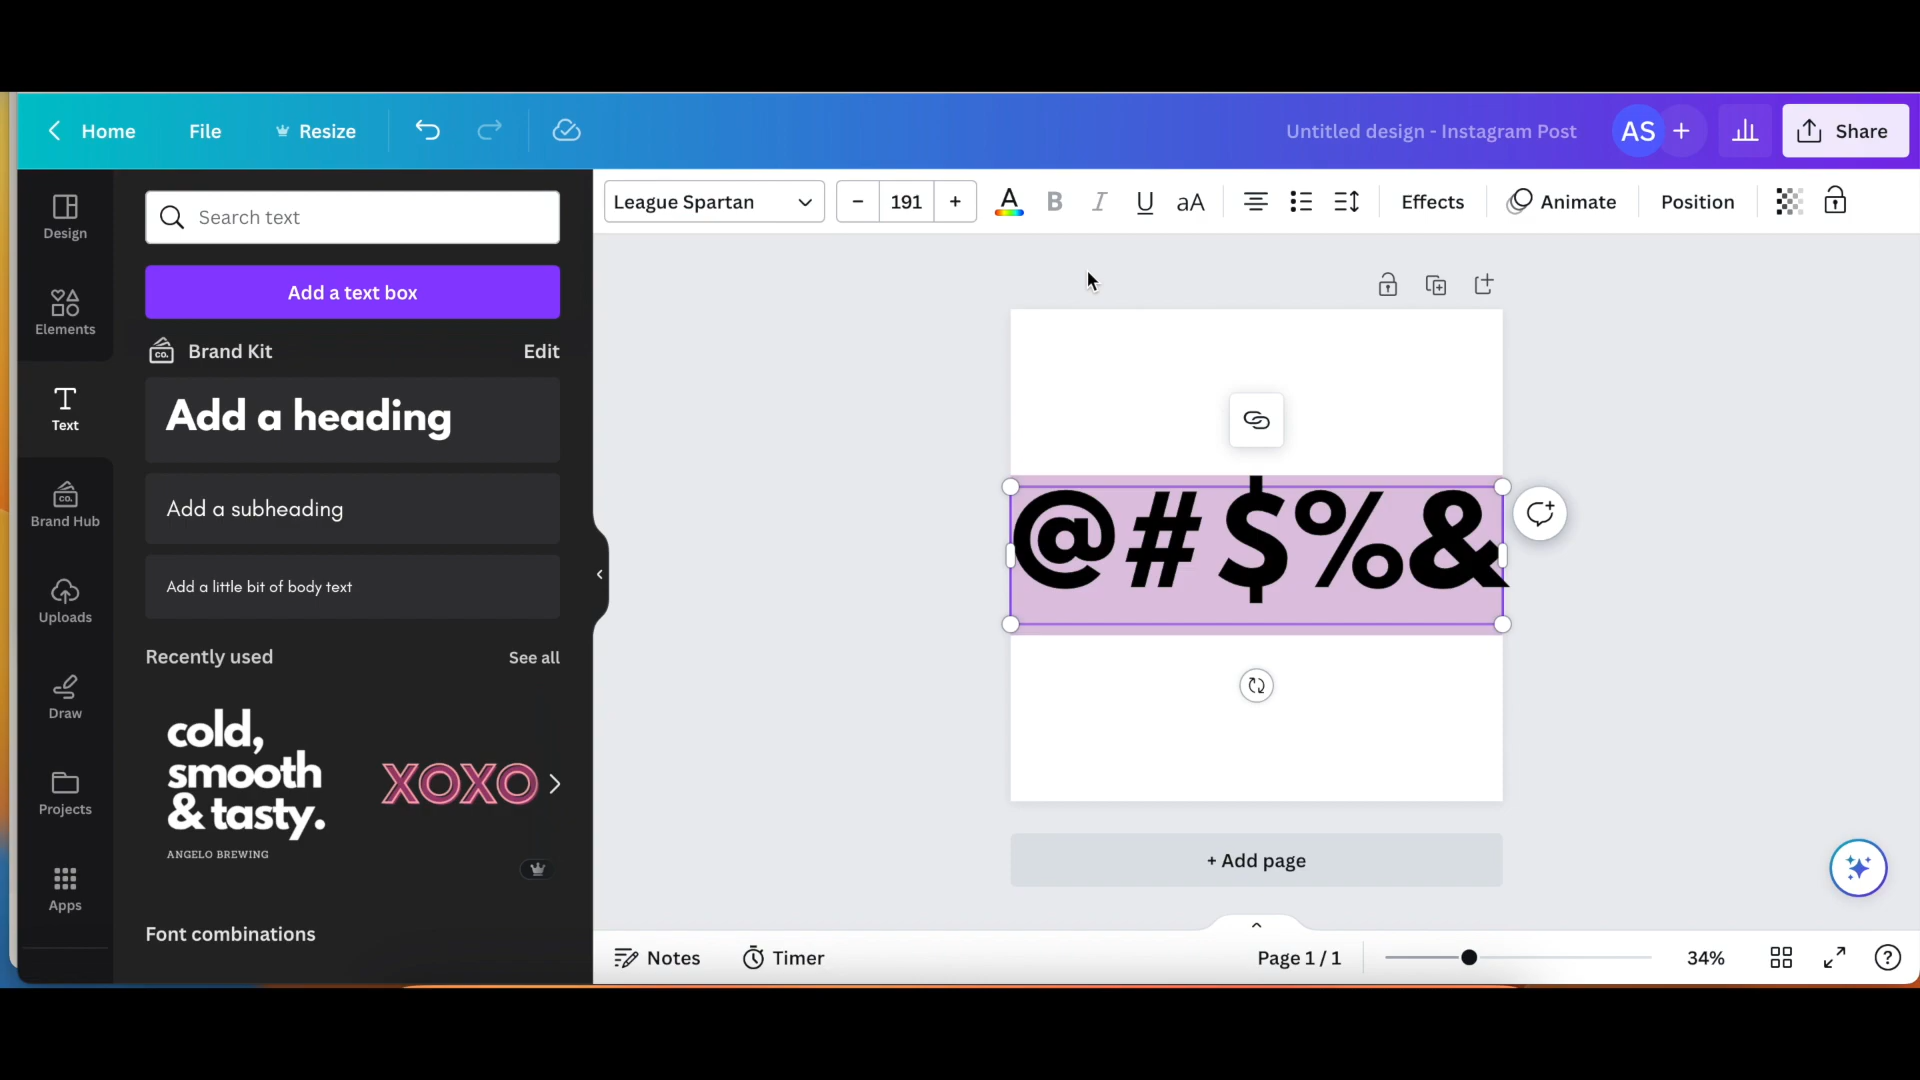 Home File Resize Untitled design - Instagram Post AS + Share
League Spartan − 191 + A B I U aA Effects Animate Position
Design
Elements
Text
Brand Hub
Uploads
Draw
Projects
Apps
Search text
Add a text box
CO. Brand Kit Edit
Add a heading
Add a subheading
Add a little bit of body text
Recently used See all
cold,
smooth
& tasty.
ANGELO BREWING
XOXO
Font combinations
@#$%&
+ Add page
Notes Timer Page 1 / 1 34% ?